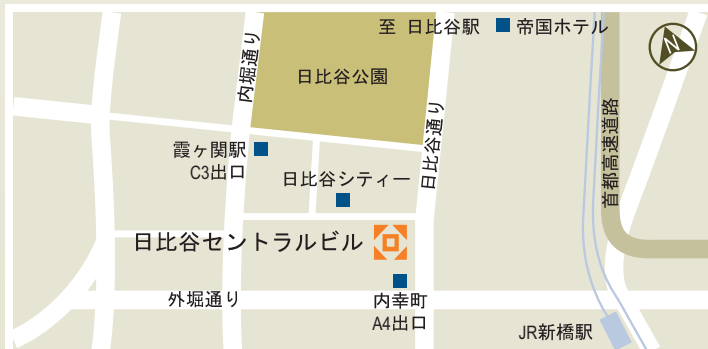 至 日比谷駅
帝国ホテル
N
内堀通り
日比谷公園
日比谷通り
首都高速道路
霞ヶ関駅
C3出口
日比谷シティー
日比谷セントラルビル
外堀通り
内幸町
A4出口
JR新橋駅